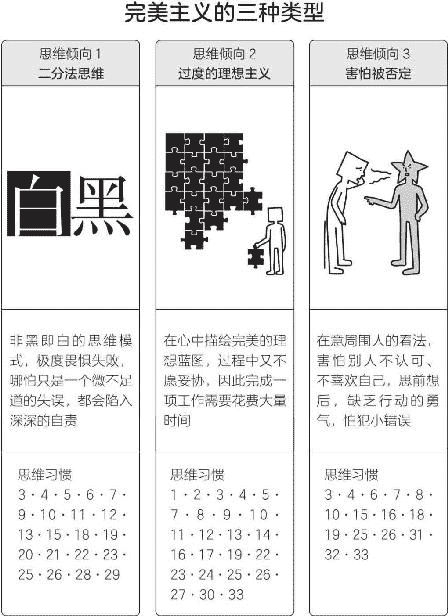 完美主义的三种类型
思维倾向 1
二分法思维
白黑
非黑即白的思维模
式，极度畏惧失败，
哪怕只是一个微不足
道的失误，都会陷入
深深的自责
思维习惯
3・4・5・6・7・
9・10・11・12・
13・15・18・19・
20・21・22・23・
25・26・28・29
思维倾向 2
过度的理想主义
在心中描绘完美的理
想蓝图，过程中又不
愿妥协，因此完成一
项工作需要花费大量
时间
思维习惯
1・2・3・4・5・
7・8・9・10・
11・12・13・14・
16・17・19・22・
23・24・25・26・
27・30・33
思维倾向 3
害怕被否定
在意周围人的看法，
害怕别人不认可、
不喜欢自己，思前想
后，缺乏行动的勇
气，怕犯小错误
思维习惯
3・4・6・7・8・
10・15・16・18・
19・25・26・31・
32・33